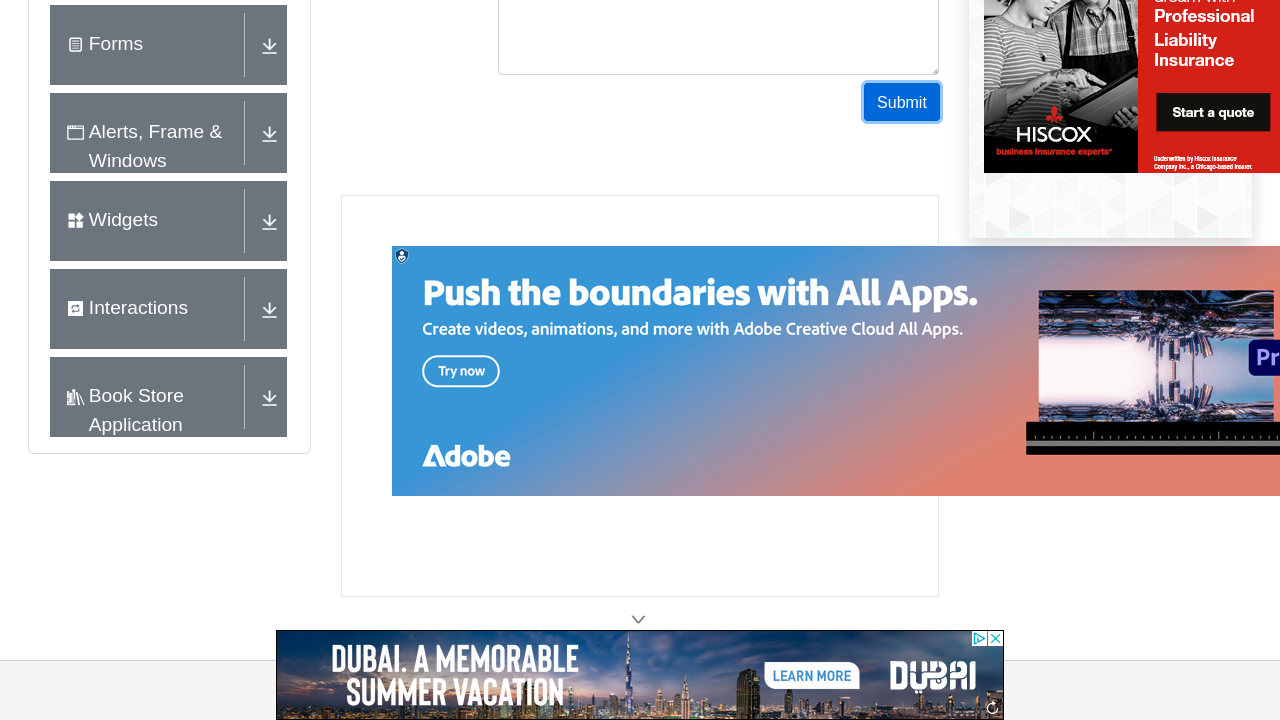 Forms
Alerts, Frame &
Windows
Widgets
Interactions
Book Store
Application
Submit
Professional
Liability
Insurance
Start a quote
HISCOX
business insurance experts
Underwritten by Hiscox Insurance
Company Inc., a Chicago-based insurer.
Push the boundaries with All Apps.
Create videos, animations, and more with Adobe Creative Cloud All Apps.
Try now
Adobe
Pr
DUBAI. A MEMORABLE
SUMMER VACATION
LEARN MORE
DUBAI